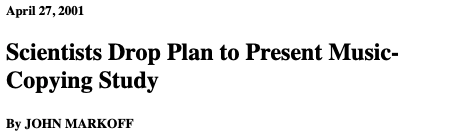 April 27, 2001
Scientists Drop Plan to Present Music-
Copying Study
By JOHN MARKOFF